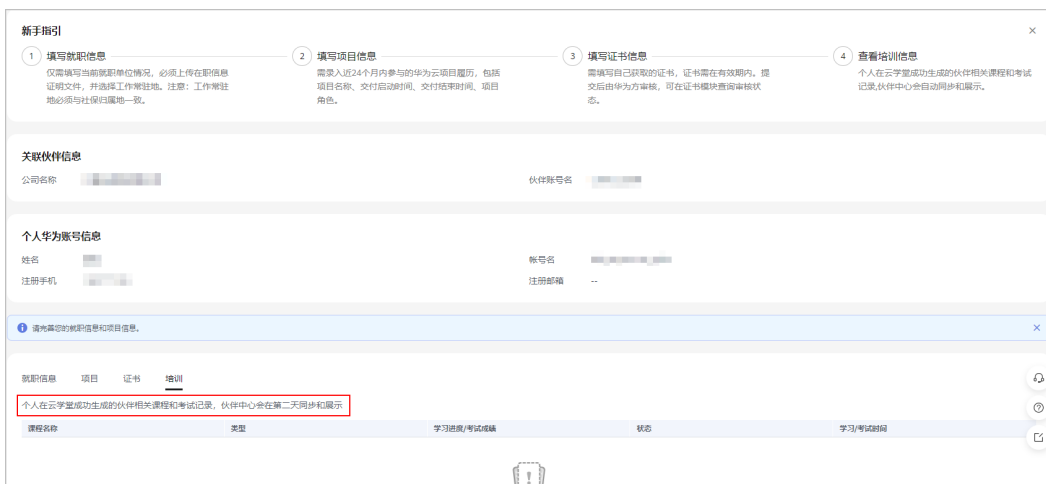 新手指引
1 填写就职信息
仅需填写当前就职单位情况，必须上传在职信息
证明文件，并选择工作常驻地。注意：工作常驻
地必须与社保归属地一致。
2 填写项目信息
需录入近24个月内参与的华为云项目履历，包括
项目名称、交付启动时间、交付结束时间、项目
角色。
3 填写证书信息
需填写自己获取的证书，证书需在有效期内。提
交后由华为方审核，可在证书模块查询审核状
态。
4 查看培训信息
个人在云学堂成功生成的伙伴相关课程和考试
记录,伙伴中心会自动同步和展示。
关联伙伴信息
公司名称 伙伴账号名
个人华为账号信息
姓名 帐号名
注册手机 注册邮箱 --
请完善您的就职信息和项目信息。
就职信息 项目 证书 培训
个人在云学堂成功生成的伙伴相关课程和考试记录，伙伴中心会在第二天同步和展示
课程名称 类型 学习进度/考试成绩 状态 学习/考试时间